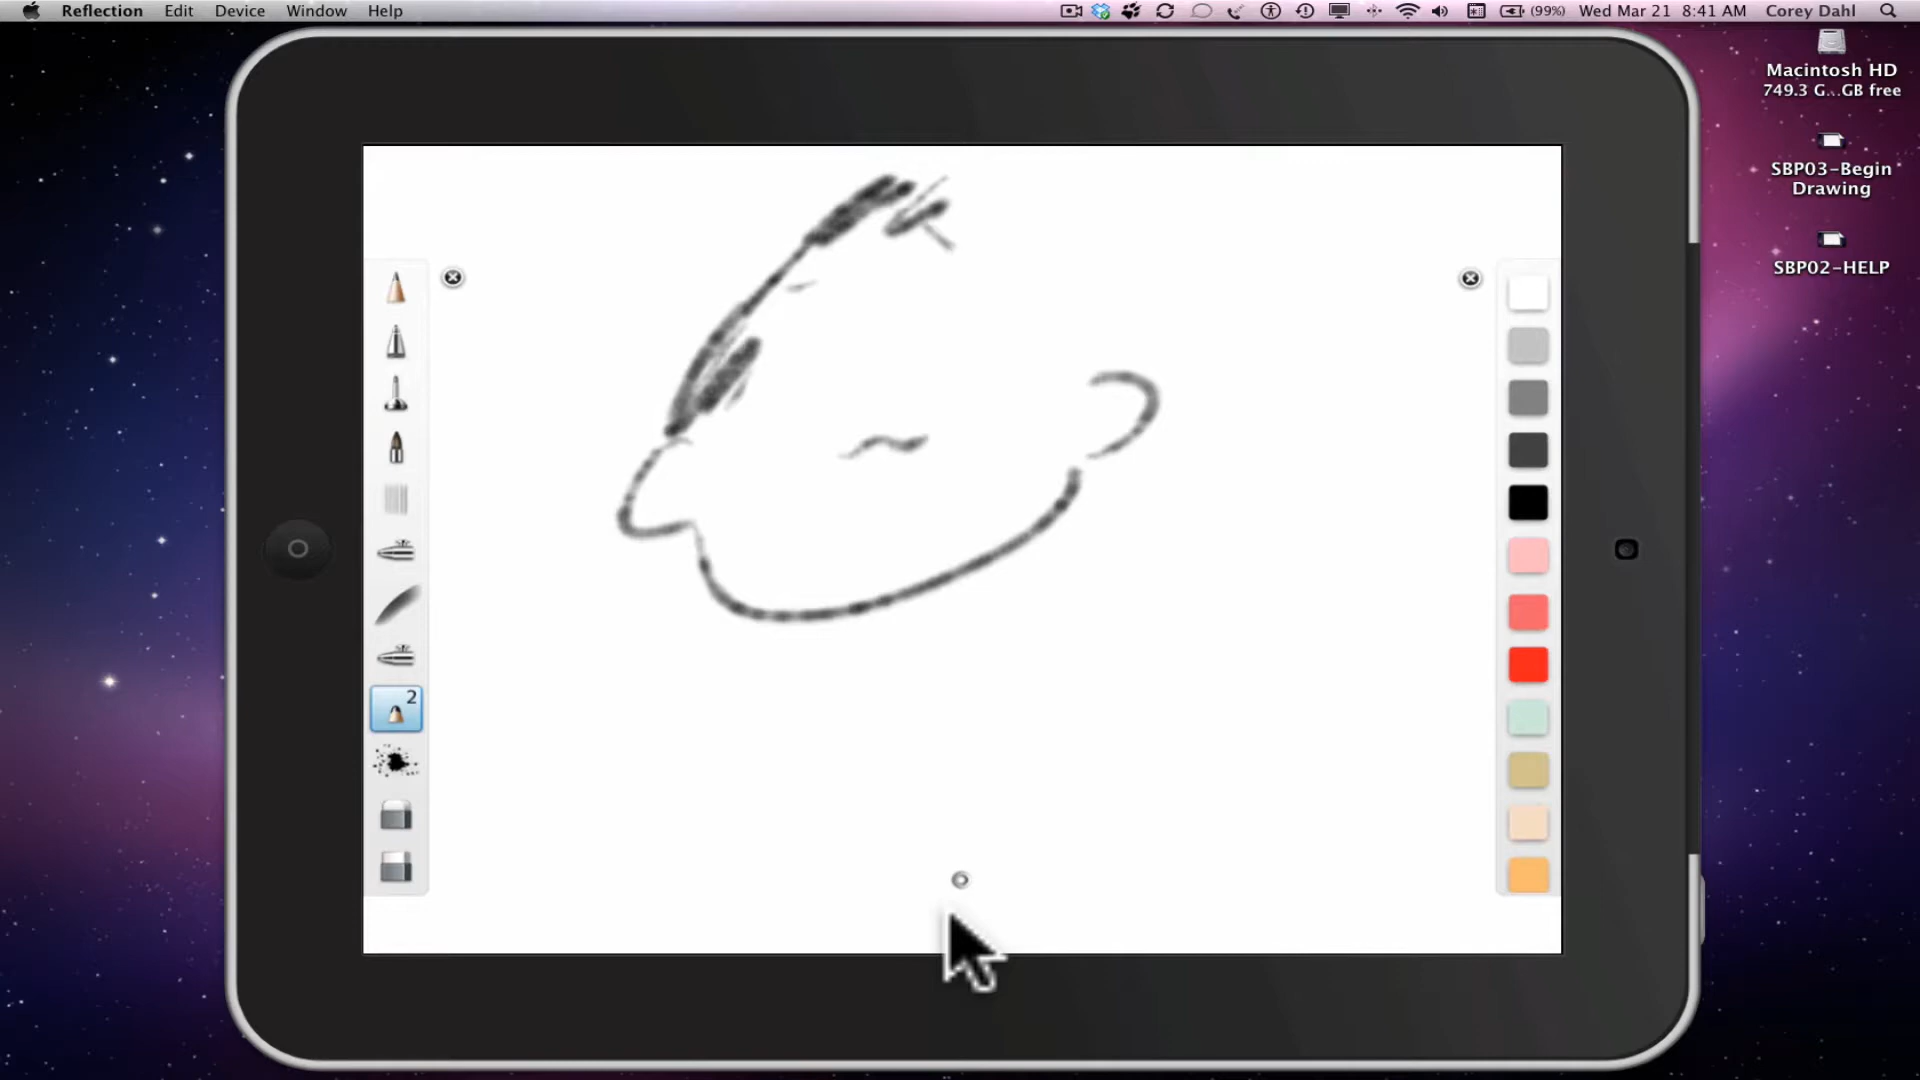 Reflection Edit Device Window Help (99%) Wed Mar 21 8:41 AM Corey Dahl
Macintosh HD
749.3 G...GB free
SBP03-Begin
Drawing
SBP02-HELP
2